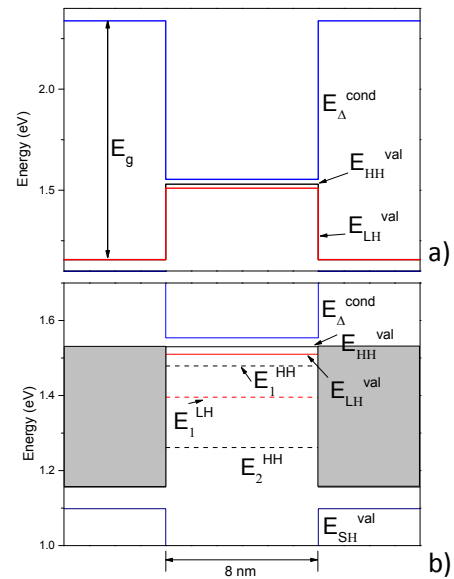 Energy (eV)
2.0
1.5
E_g
E_Δ^cond
E_HH^val
E_LH^val
a)
Energy (eV)
1.6
1.4
1.2
1.0
E_Δ^cond
E_HH^val
E_LH^val
E_1^HH
E_1^LH
E_2^HH
E_SH^val
8 nm
b)